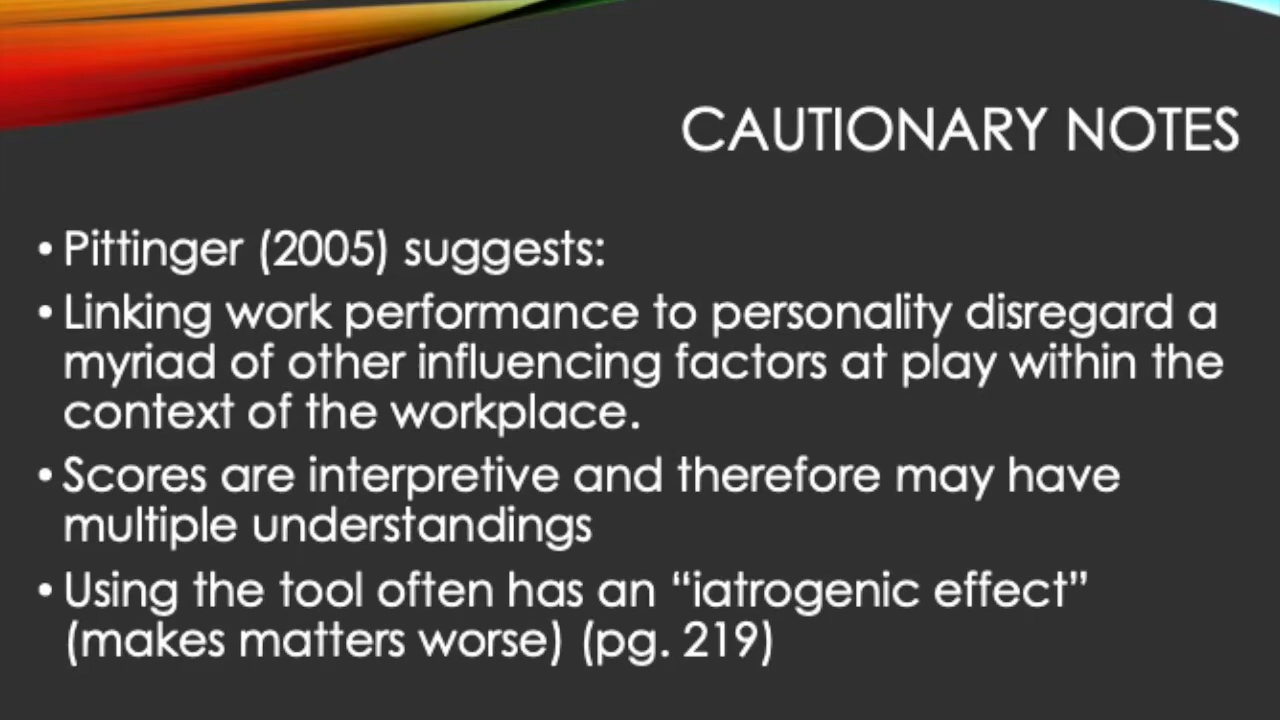 CAUTIONARY NOTES
• Pittinger (2005) suggests:
• Linking work performance to personality disregard a
myriad of other influencing factors at play within the
context of the workplace.
• Scores are interpretive and therefore may have
multiple understandings
• Using the tool often has an “iatrogenic effect”
(makes matters worse) (pg. 219)